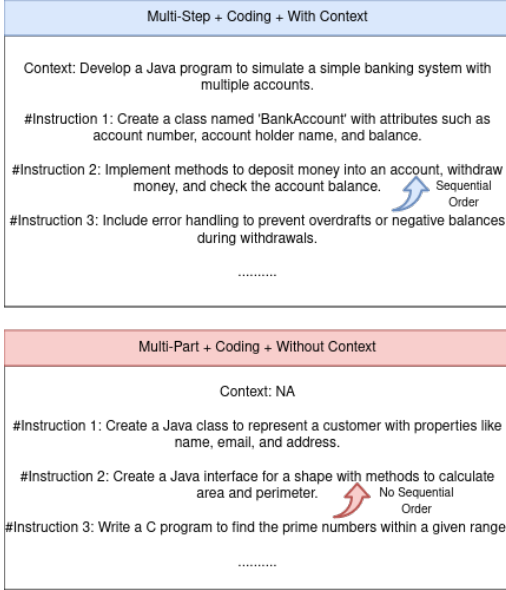 Multi-Step + Coding + With Context
Context: Develop a Java program to simulate a simple banking system with
multiple accounts.
#Instruction 1: Create a class named 'BankAccount' with attributes such as
account number, account holder name, and balance.
#Instruction 2: Implement methods to deposit money into an account, withdraw
money, and check the account balance.
Sequential
Order
#Instruction 3: Include error handling to prevent overdrafts or negative balances
during withdrawals.
..........
Multi-Part + Coding + Without Context
Context: NA
#Instruction 1: Create a Java class to represent a customer with properties like
name, email, and address.
#Instruction 2: Create a Java interface for a shape with methods to calculate
area and perimeter.
No Sequential
Order
#Instruction 3: Write a C program to find the prime numbers within a given range
..........